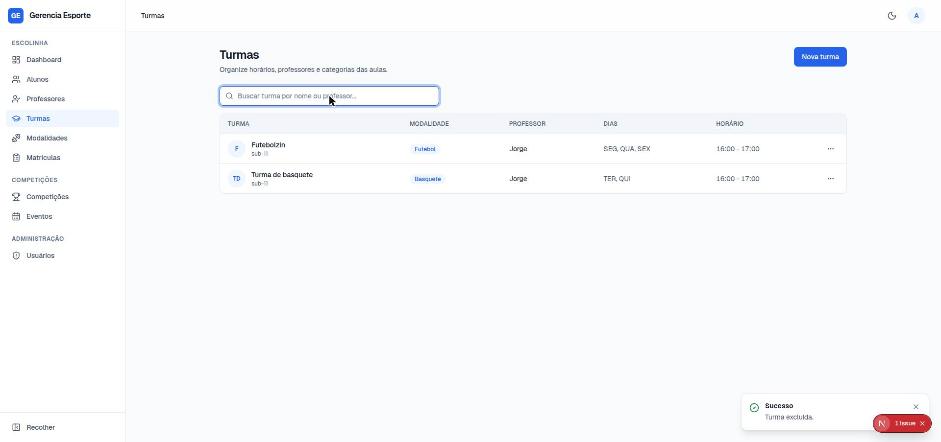 GE Gerencia Esporte
Turmas
A
ESCOLINHA
Dashboard
Alunos
Professores
Turmas
Modalidades
Matrículas
COMPETIÇÕES
Competições
Eventos
ADMINISTRAÇÃO
Usuários
Recolher
Turmas
Organize horários, professores e categorias das aulas.
Nova turma
Buscar turma por nome ou professor...
TURMA MODALIDADE PROFESSOR DIAS HORÁRIO
F Futebolzin Futebol Jorge SEG, QUA, SEX 16:00 - 17:00 ...
TD Turma de basquete Basquete Jorge TER, QUI 16:00 - 17:00 ...
Sucesso
Turma excluída.
N 1 Issue